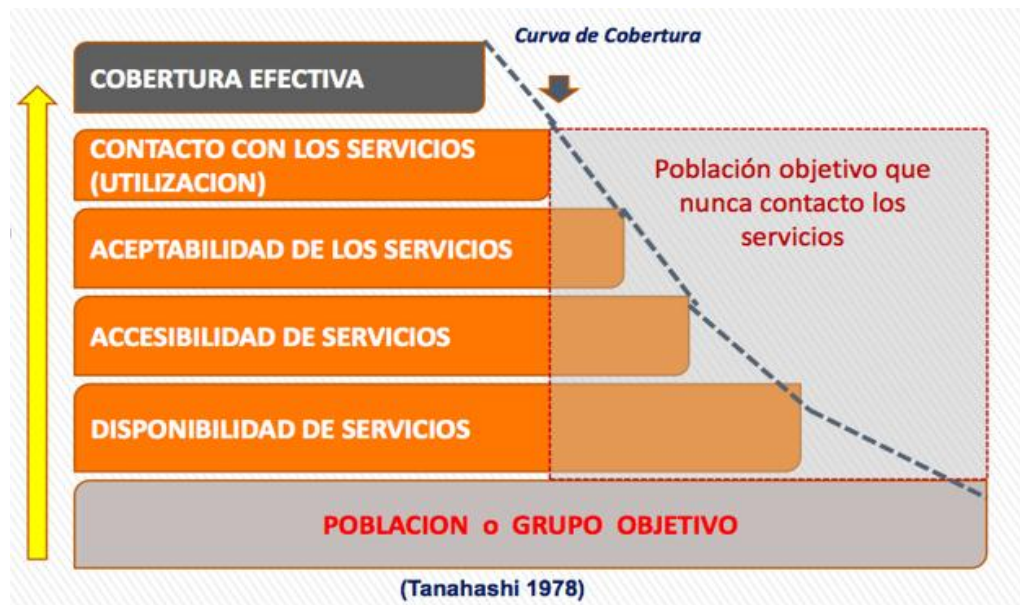 Curva de Cobertura
COBERTURA EFECTIVA
CONTACTO CON LOS SERVICIOS
(UTILIZACION)
Población objetivo que
nunca contacto los
servicios
ACEPTABILIDAD DE LOS SERVICIOS
ACCESIBILIDAD DE SERVICIOS
DISPONIBILIDAD DE SERVICIOS
POBLACION o GRUPO OBJETIVO
(Tanahashi 1978)